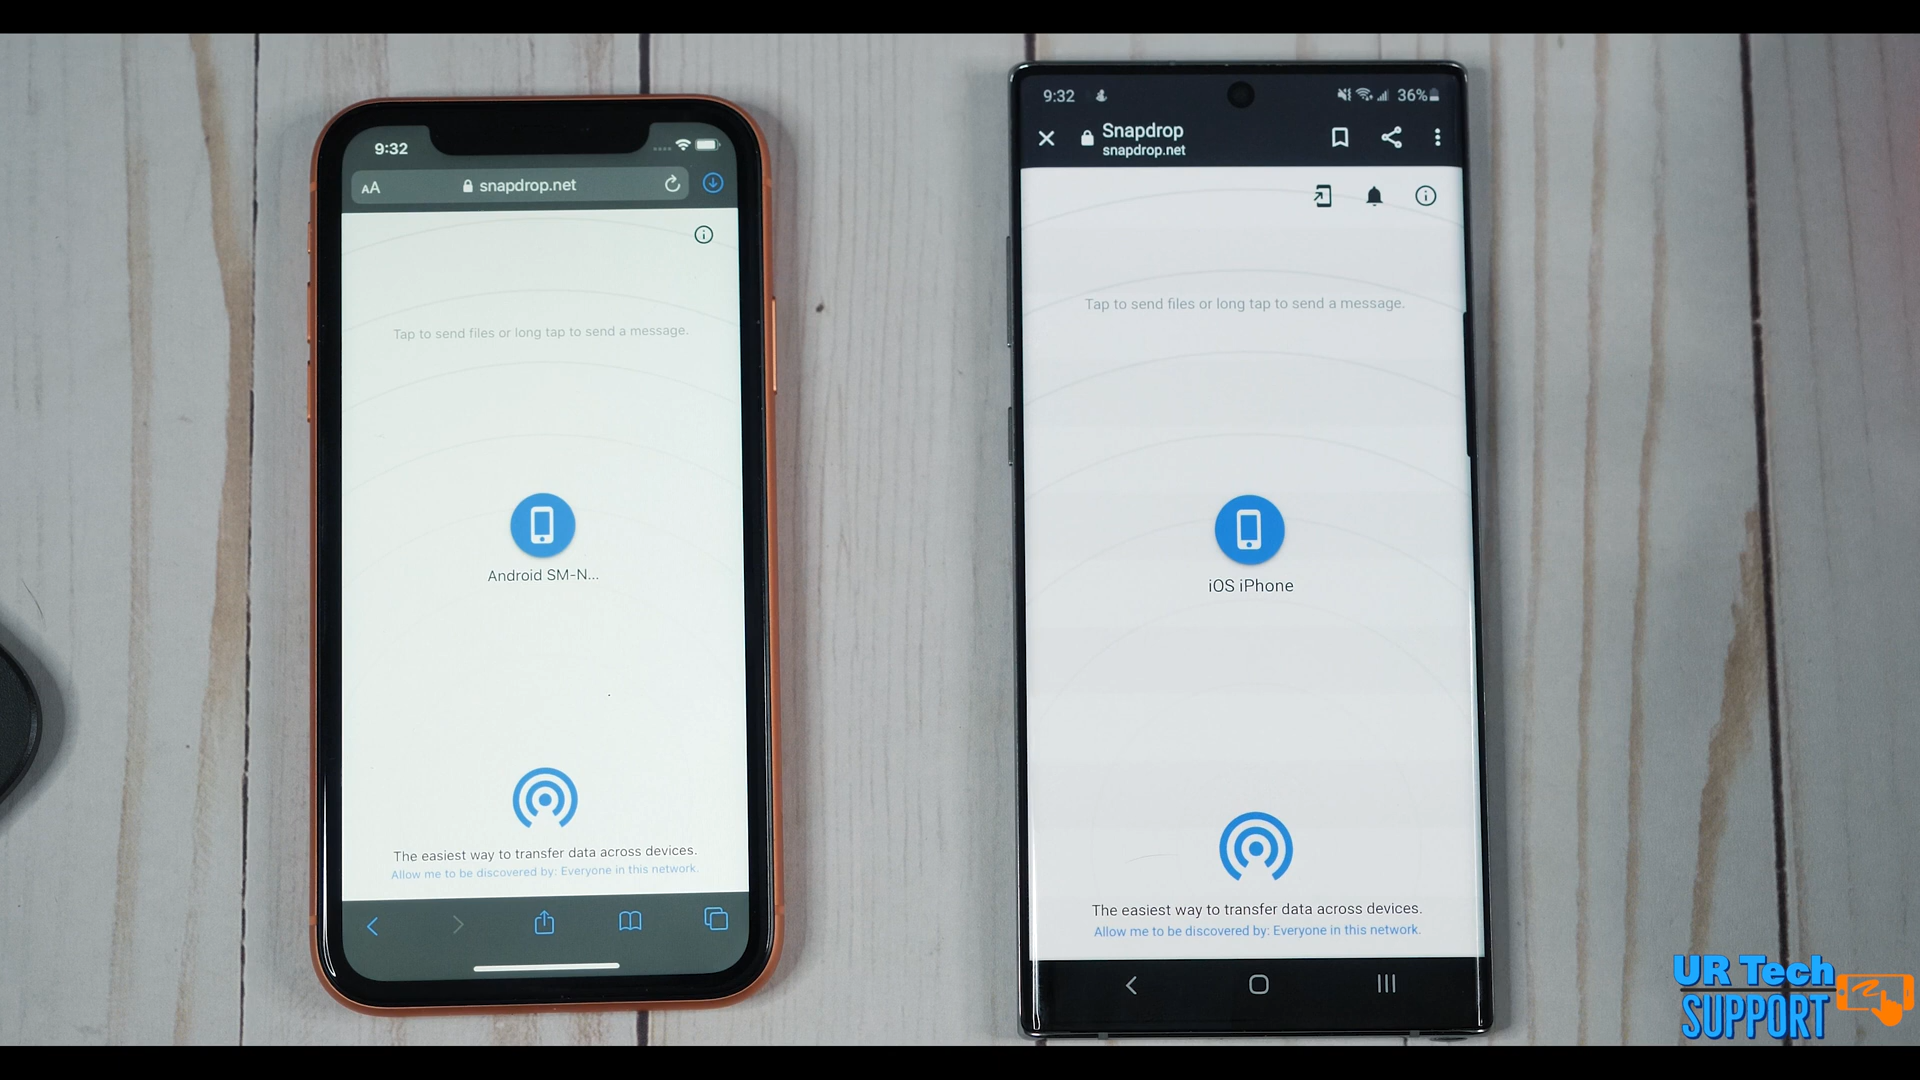 9:32
AA
snapdrop.net
Tap to send files or long tap to send a message.
Android SM-N...
The easiest way to transfer data across devices.
Allow me to be discovered by: Everyone in this network.
9:32
36%
Snapdrop
snapdrop.net
Tap to send files or long tap to send a message.
iOS iPhone
The easiest way to transfer data across devices.
Allow me to be discovered by: Everyone in this network.
UR Tech
SUPPORT